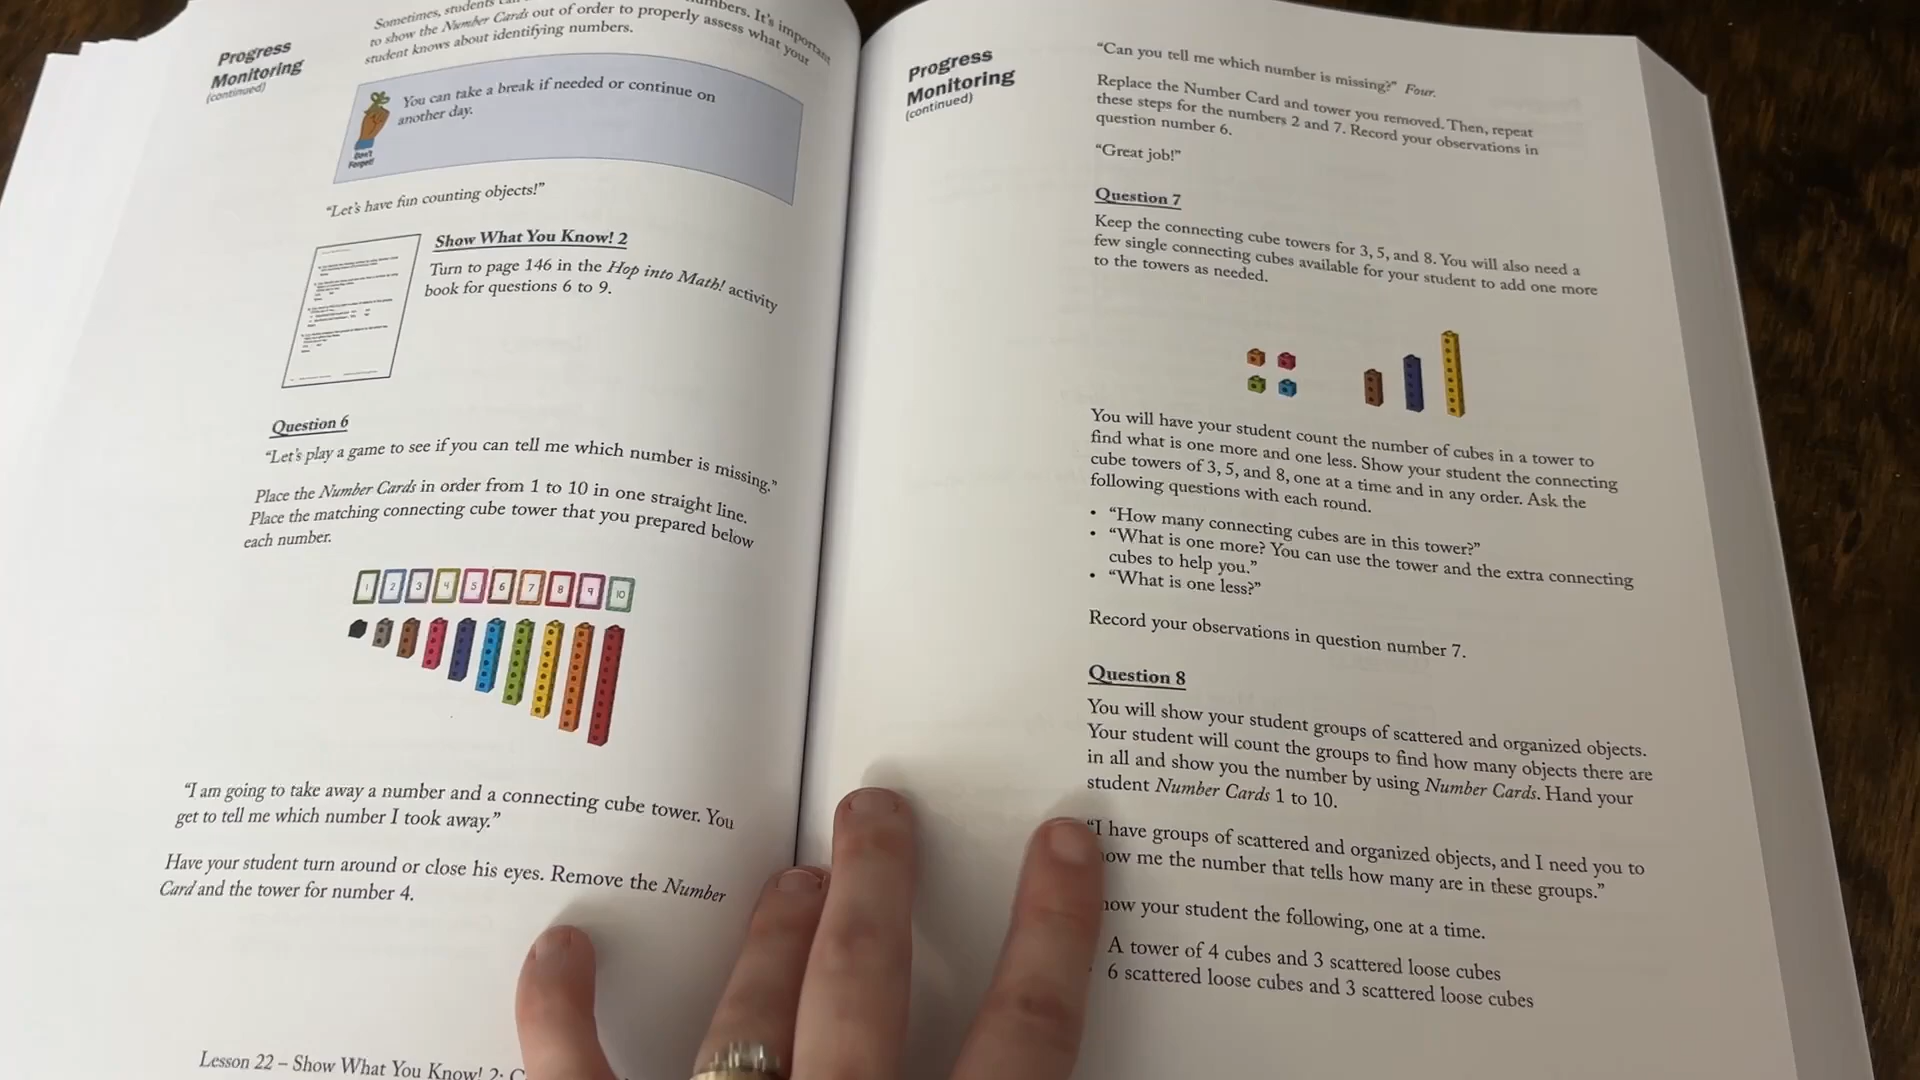 Progress
Monitoring
(continued)
Sometimes, students
numbers. It's important
to show the Number Cards out of order to properly assess what your
student knows about identifying numbers.
You can take a break if needed or continue on
another day.
Don't
Forget!
“Let's have fun counting objects!”
Show What You Know! 2
Turn to page 146 in the Hop into Math! activity
book for questions 6 to 9.
Question 6
“Let's play a game to see if you can tell me which number is missing.”
Place the Number Cards in order from 1 to 10 in one straight line.
Place the matching connecting cube tower that you prepared below
each number.
1 2 3 4 5 6 7 8 9 10
“I am going to take away a number and a connecting cube tower. You
get to tell me which number I took away.”
Have your student turn around or close his eyes. Remove the Number
Card and the tower for number 4.
Lesson 22 – Show What You Know! 2:
Progress
Monitoring
(continued)
“Can you tell me which number is missing?” Four.
Replace the Number Card and tower you removed. Then, repeat
these steps for the numbers 2 and 7. Record your observations in
question number 6.
“Great job!”
Question 7
Keep the connecting cube towers for 3, 5, and 8. You will also need a
few single connecting cubes available for your student to add one more
to the towers as needed.
You will have your student count the number of cubes in a tower to
find what is one more and one less. Show your student the connecting
cube towers of 3, 5, and 8, one at a time and in any order. Ask the
following questions with each round.
• “How many connecting cubes are in this tower?”
• “What is one more? You can use the tower and the extra connecting
cubes to help you.”
• “What is one less?”
Record your observations in question number 7.
Question 8
You will show your student groups of scattered and organized objects.
Your student will count the groups to find how many objects there are
in all and show you the number by using Number Cards. Hand your
student Number Cards 1 to 10.
“I have groups of scattered and organized objects, and I need you to
ow me the number that tells how many are in these groups.”
ow your student the following, one at a time.
A tower of 4 cubes and 3 scattered loose cubes
6 scattered loose cubes and 3 scattered loose cubes